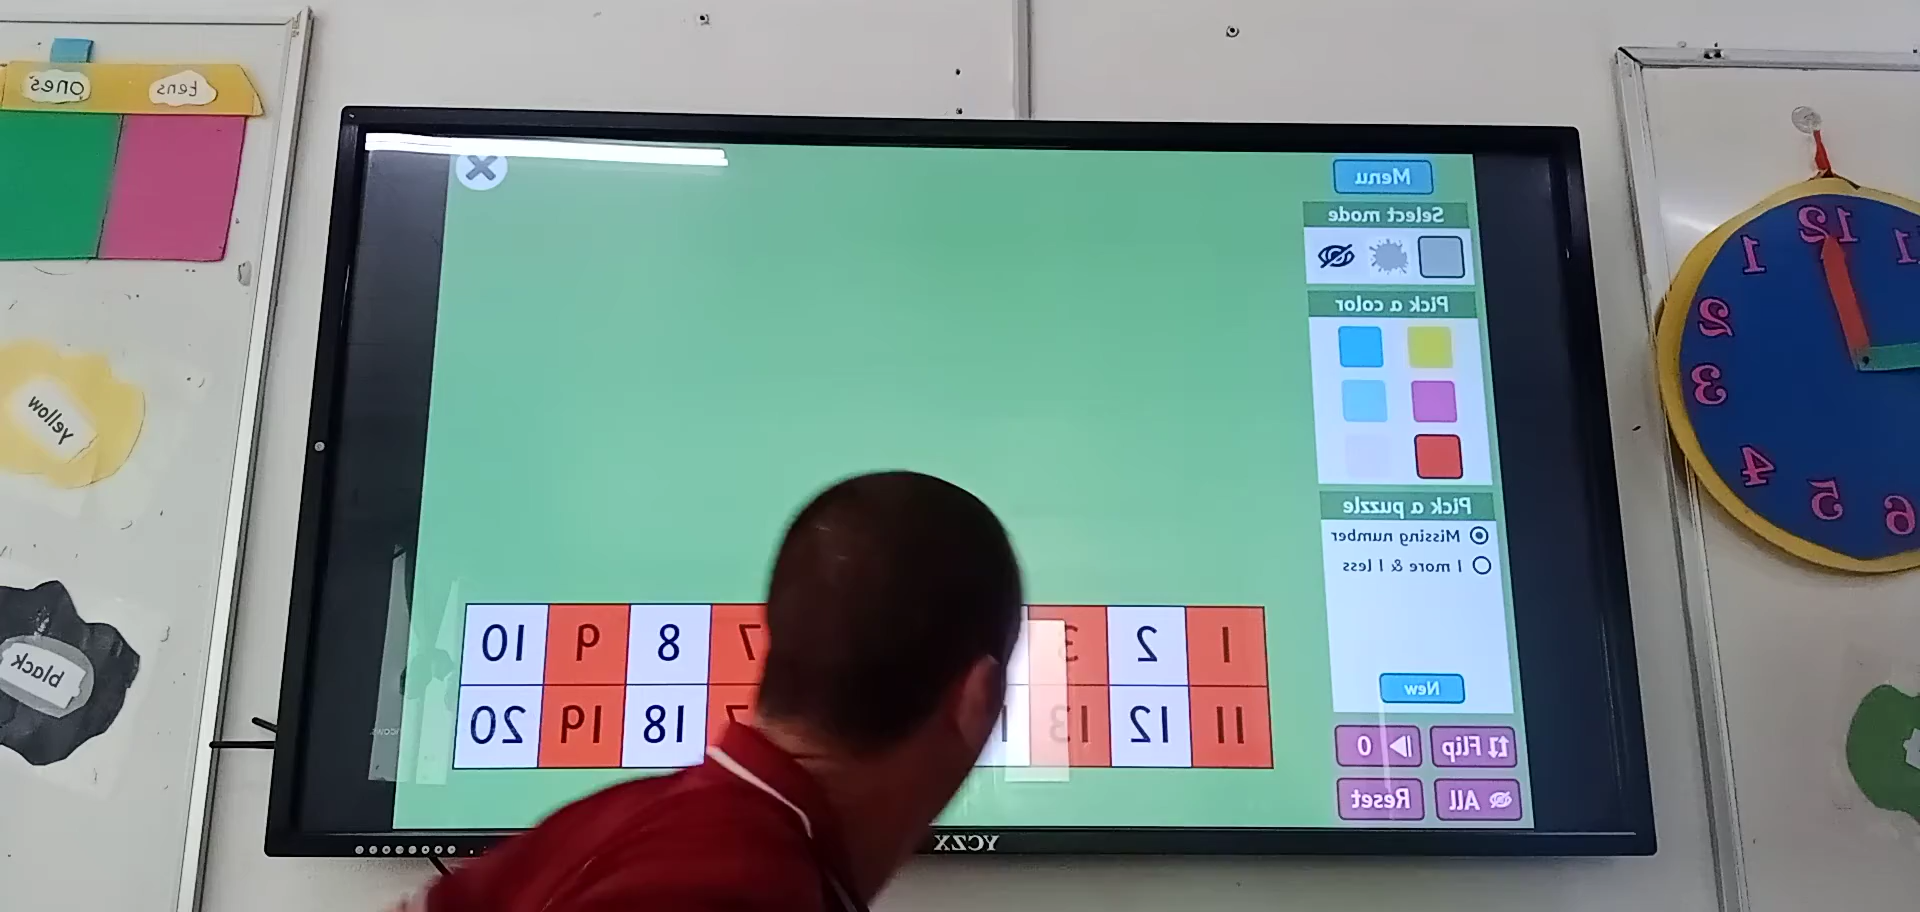 tens
ones
yellow
black
Menu
Select mode
Pick a color
Pick a puzzle
Missing number
1 more & 1 less
New
Flip
0
All
Reset
1 2 3 7 8 9 10
11 12 13 18 19 20
YCZX
11 12 1
2
3
4
5
6